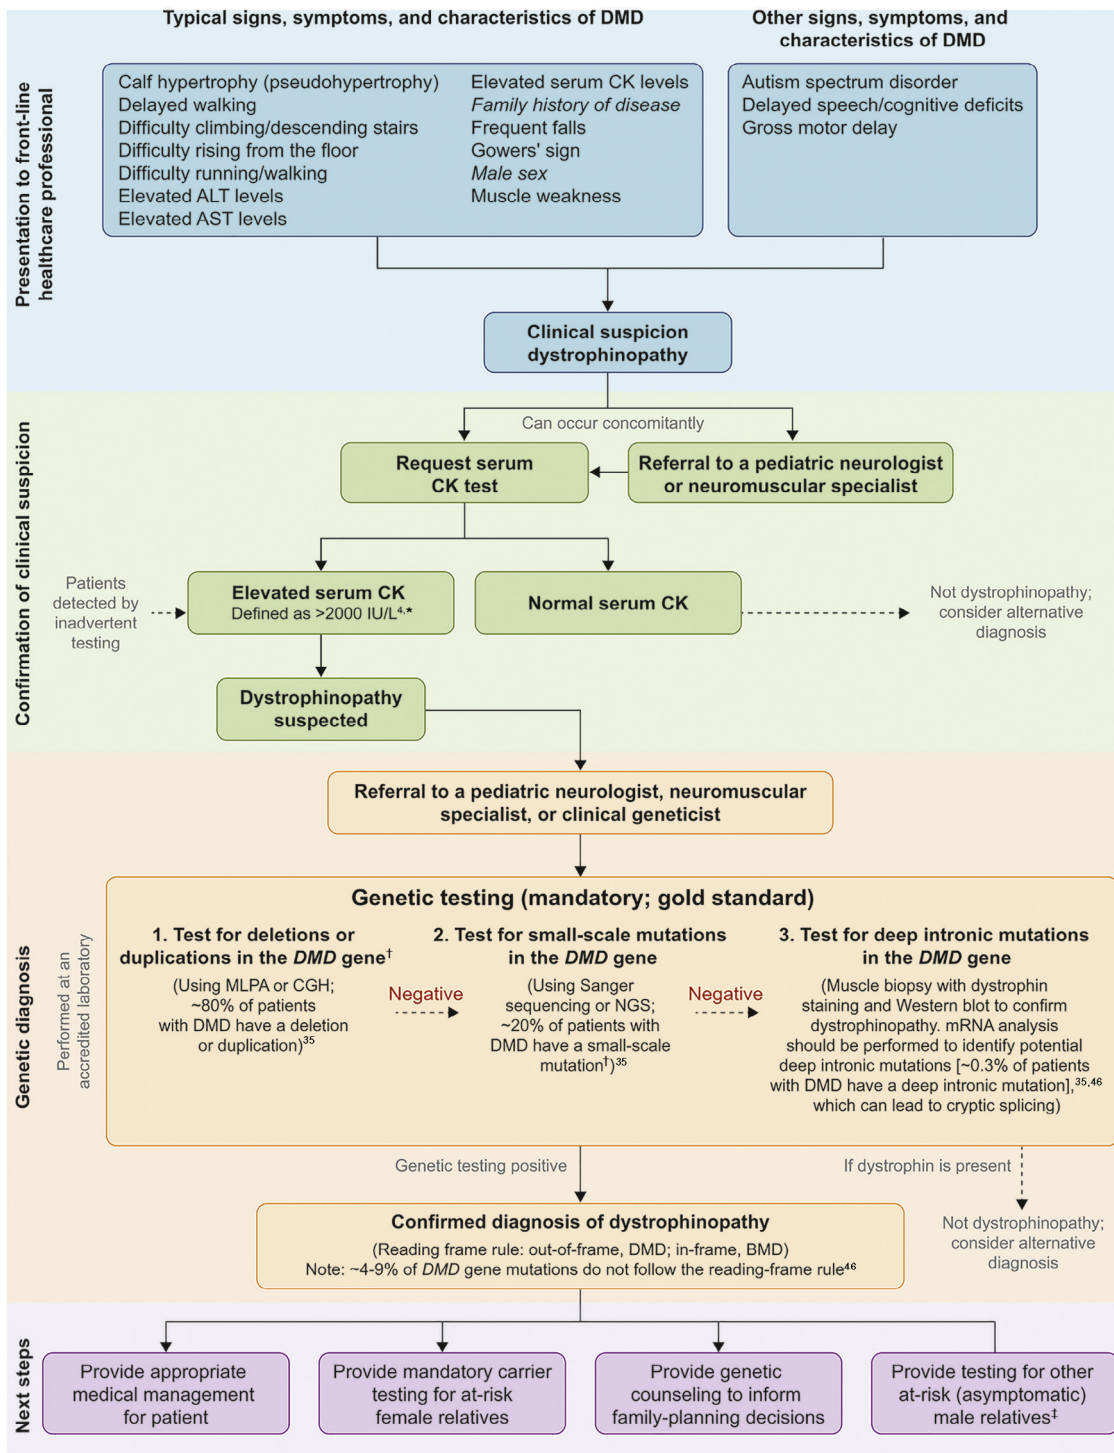 Typical signs, symptoms, and characteristics of DMD
Other signs, symptoms, and
characteristics of DMD
Presentation to front-line
healthcare professional
Calf hypertrophy (pseudohypertrophy)
Delayed walking
Difficulty climbing/descending stairs
Difficulty rising from the floor
Difficulty running/walking
Elevated ALT levels
Elevated AST levels
Elevated serum CK levels
Family history of disease
Frequent falls
Gowers' sign
Male sex
Muscle weakness
Autism spectrum disorder
Delayed speech/cognitive deficits
Gross motor delay
Clinical suspicion
dystrophinopathy
Confirmation of clinical suspicion
Can occur concomitantly
Request serum
CK test
Referral to a pediatric neurologist
or neuromuscular specialist
Patients
detected by
inadvertent
testing
Elevated serum CK
Defined as >2000 IU/L⁴,*
Normal serum CK
Not dystrophinopathy;
consider alternative
diagnosis
Dystrophinopathy
suspected
Genetic diagnosis
Referral to a pediatric neurologist, neuromuscular
specialist, or clinical geneticist
Performed at an
accredited laboratory
Genetic testing (mandatory; gold standard)
1. Test for deletions or
duplications in the DMD gene†
(Using MLPA or CGH;
~80% of patients
with DMD have a deletion
or duplication)³⁵
Negative
2. Test for small-scale mutations
in the DMD gene
(Using Sanger
sequencing or NGS;
~20% of patients with
DMD have a small-scale
mutation†)³⁵
Negative
3. Test for deep intronic mutations
in the DMD gene
(Muscle biopsy with dystrophin
staining and Western blot to confirm
dystrophinopathy. mRNA analysis
should be performed to identify potential
deep intronic mutations [~0.3% of patients
with DMD have a deep intronic mutation],³⁵,⁴⁶
which can lead to cryptic splicing)
Genetic testing positive
If dystrophin is present
Confirmed diagnosis of dystrophinopathy
(Reading frame rule: out-of-frame, DMD; in-frame, BMD)
Note: ~4-9% of DMD gene mutations do not follow the reading-frame rule⁴⁶
Not dystrophinopathy;
consider alternative
diagnosis
Next steps
Provide appropriate
medical management
for patient
Provide mandatory carrier
testing for at-risk
female relatives
Provide genetic
counseling to inform
family-planning decisions
Provide testing for other
at-risk (asymptomatic)
male relatives‡